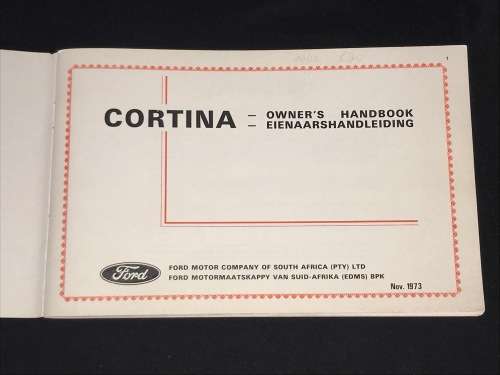 1
CORTINA – OWNER'S HANDBOOK
– EIENAARSHANDLEIDING
Ford
FORD MOTOR COMPANY OF SOUTH AFRICA (PTY) LTD
FORD MOTORMAATSKAPPY VAN SUID-AFRIKA (EDMS) BPK
Nov. 1973